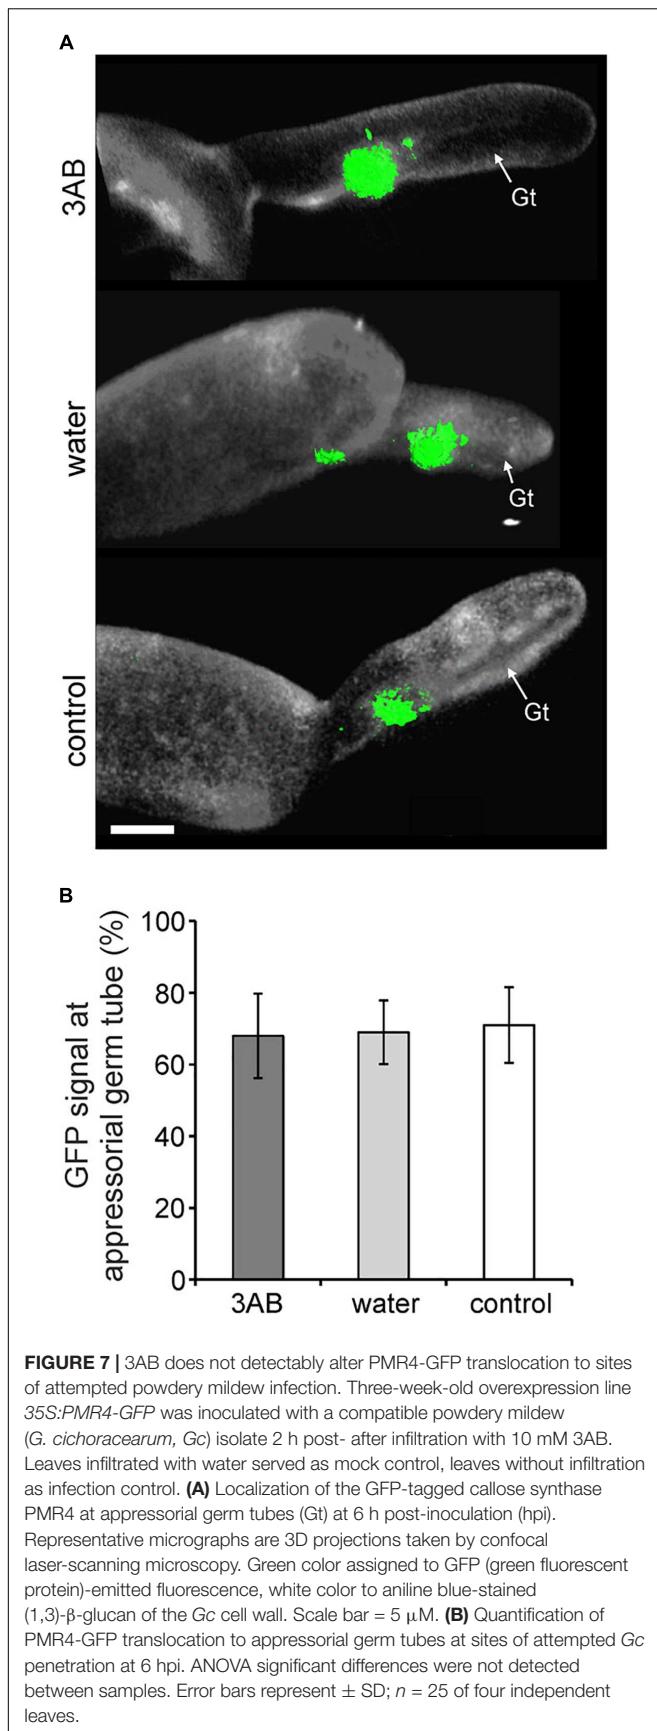 A
3AB
Gt
water
Gt
control
Gt
B
GFP signal at
appressorial germ tube (%)
100
80
60
40
20
0
3AB water control
FIGURE 7 | 3AB does not detectably alter PMR4-GFP translocation to sites
of attempted powdery mildew infection. Three-week-old overexpression line
35S:PMR4-GFP was inoculated with a compatible powdery mildew
(G. cichoracearum, Gc) isolate 2 h post- after infiltration with 10 mM 3AB.
Leaves infiltrated with water served as mock control, leaves without infiltration
as infection control. (A) Localization of the GFP-tagged callose synthase
PMR4 at appressorial germ tubes (Gt) at 6 h post-inoculation (hpi).
Representative micrographs are 3D projections taken by confocal
laser-scanning microscopy. Green color assigned to GFP (green fluorescent
protein)-emitted fluorescence, white color to aniline blue-stained
(1,3)-β-glucan of the Gc cell wall. Scale bar = 5 μM. (B) Quantification of
PMR4-GFP translocation to appressorial germ tubes at sites of attempted Gc
penetration at 6 hpi. ANOVA significant differences were not detected
between samples. Error bars represent ± SD; n = 25 of four independent
leaves.